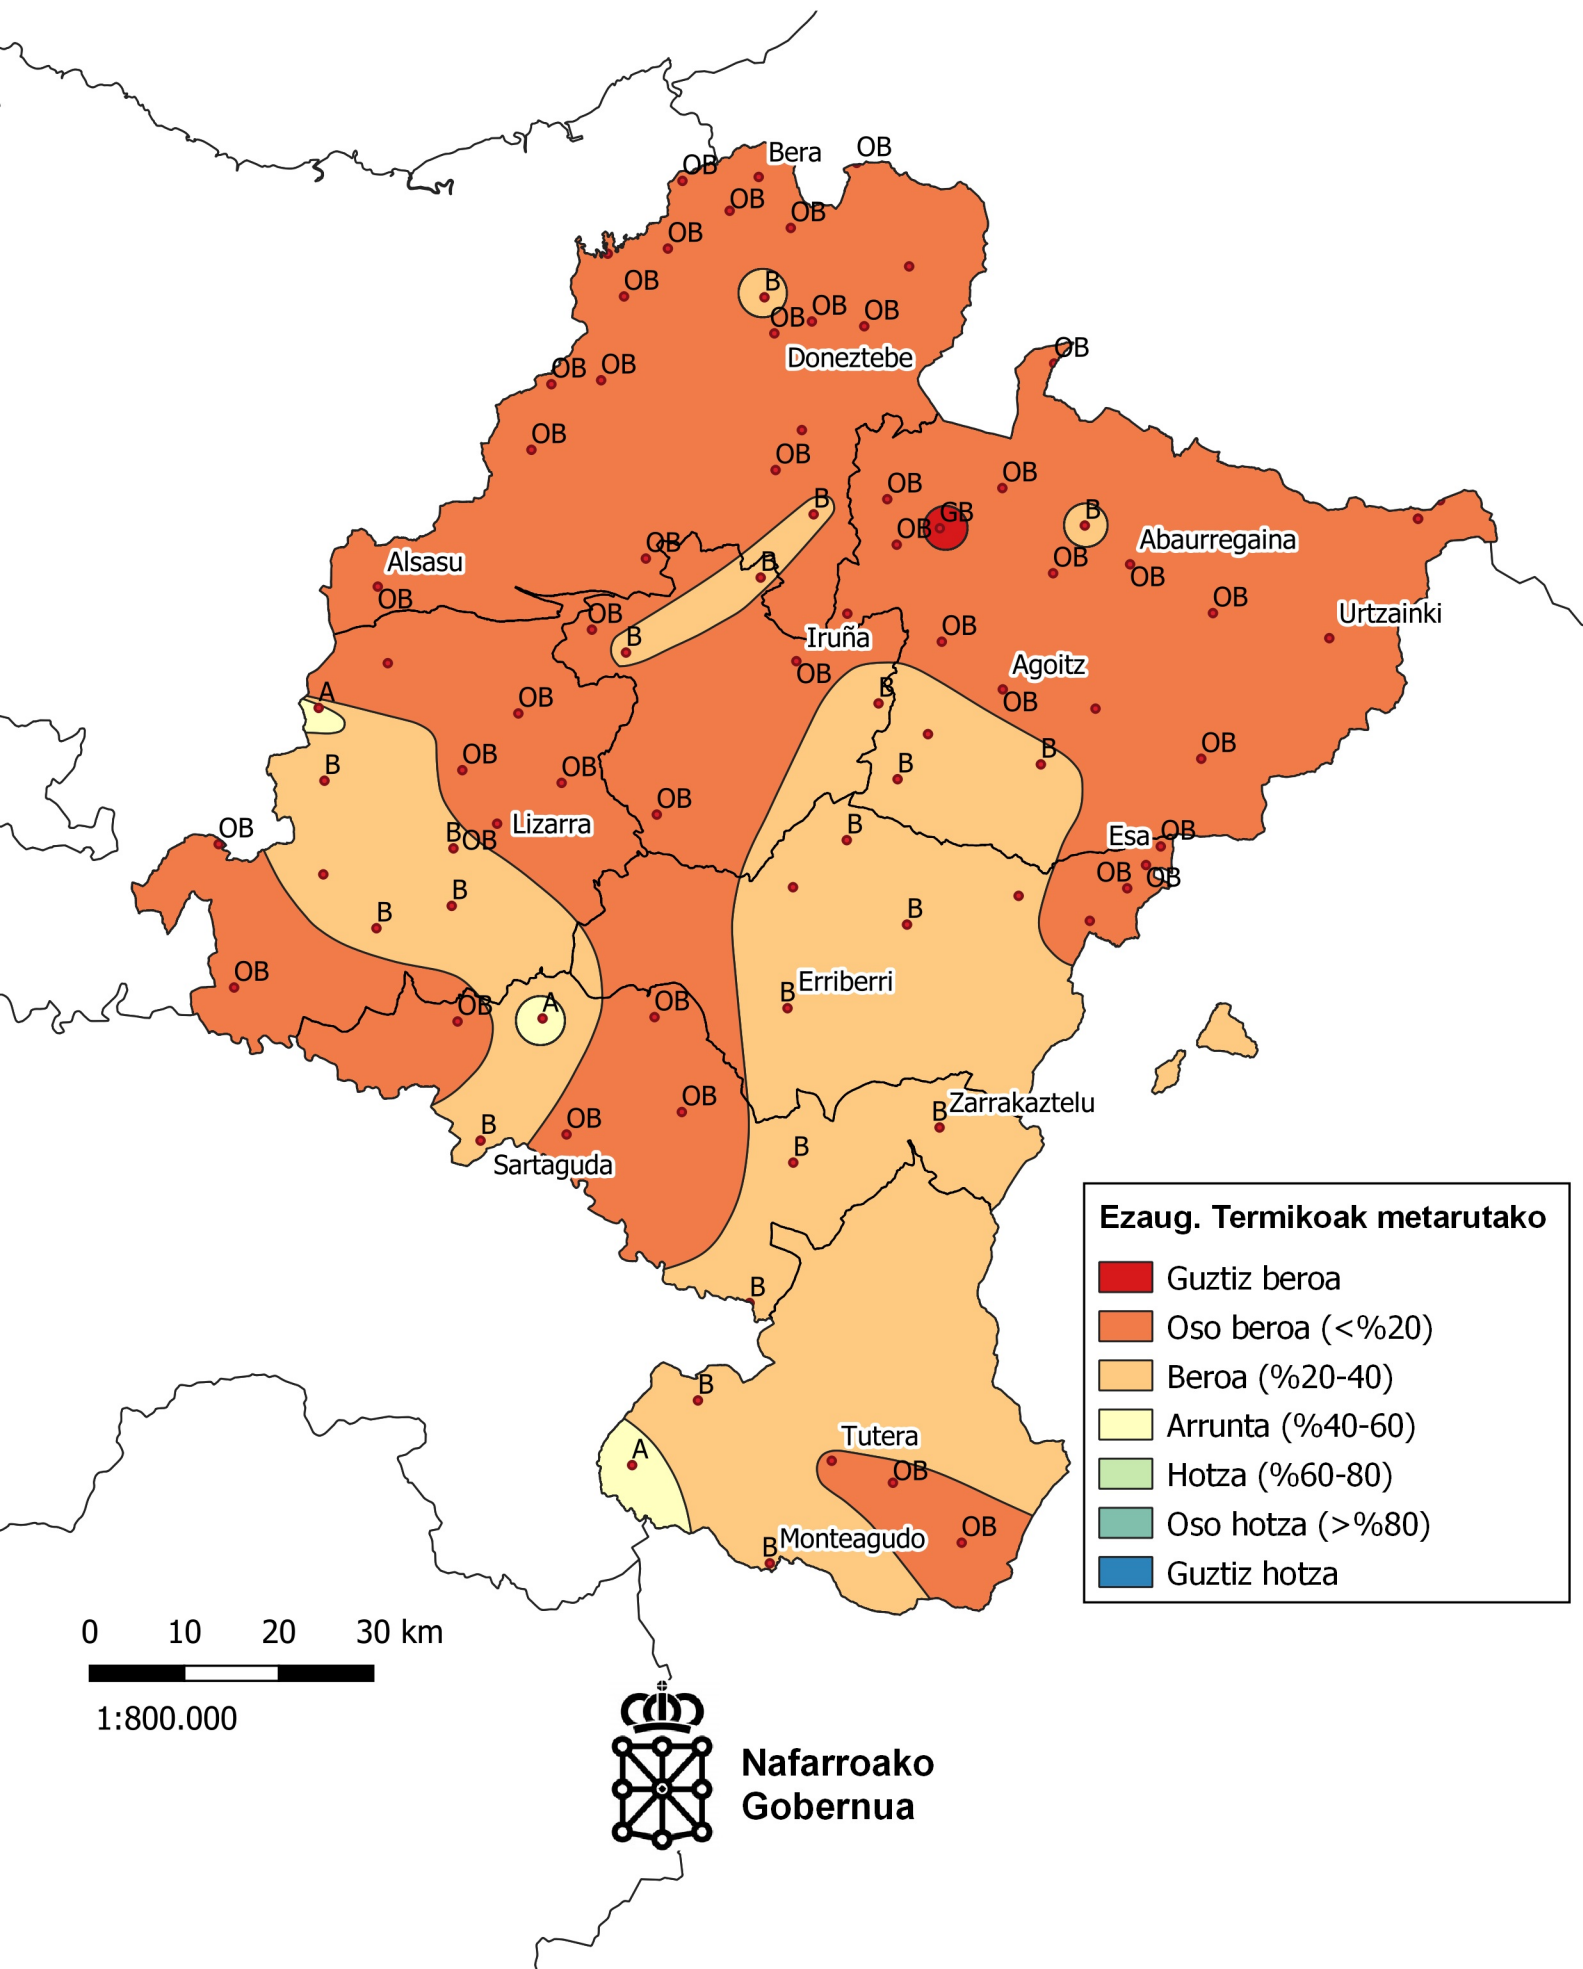 OB
Bera
OB
OB
OB
OB
OB
B
OB
OB
OB
OB
Doneztebe
OB
OB
OB
OB
OB
OB
OB
B
GB
B
OB
OB
Abaurregaina
Alsasu
B
OB
OB
OB
OB
OB
Urtzainki
OB
B
Iruña
OB
OB
Agoitz
A
B
OB
OB
OB
B
OB
OB
B
B
OB
OB
Lizarra
B
OB
B
OB
Esa
OB
OB
OB
B
B
B
OB
Erriberri
B
OB
A
OB
OB
Zarrakaztelu
B
OB
B
B
Sartaguda
Ezaug. Termikoak metarutako
Guztiz beroa
Oso beroa (<%20)
Beroa (%20-40)
Arrunta (%40-60)
Hotza (%60-80)
Oso hotza (>%80)
Guztiz hotza
B
B
Tutera
A
OB
OB
B
Monteagudo
0 10 20 30 km
1:800.000
Nafarroako
Gobernua